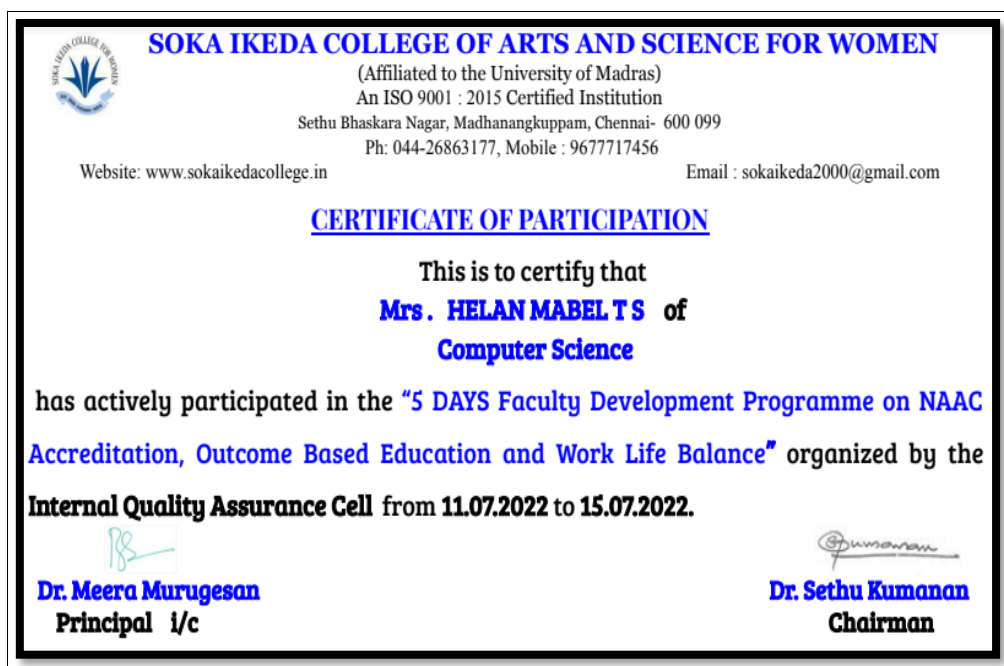 SOKA IKEDA COLLEGE FOR WOMEN
SOKA IKEDA COLLEGE OF ARTS AND SCIENCE FOR WOMEN
(Affiliated to the University of Madras)
An ISO 9001 : 2015 Certified Institution
Sethu Bhaskara Nagar, Madhanangkuppam, Chennai- 600 099
Ph: 044-26863177, Mobile : 9677717456
Website: www.sokaikedacollege.in Email : sokaikeda2000@gmail.com
CERTIFICATE OF PARTICIPATION
This is to certify that
Mrs . HELAN MABEL T S of
Computer Science
has actively participated in the “5 DAYS Faculty Development Programme on NAAC
Accreditation, Outcome Based Education and Work Life Balance” organized by the
Internal Quality Assurance Cell from 11.07.2022 to 15.07.2022.
Dr. Meera Murugesan Dr. Sethu Kumanan
Principal i/c Chairman